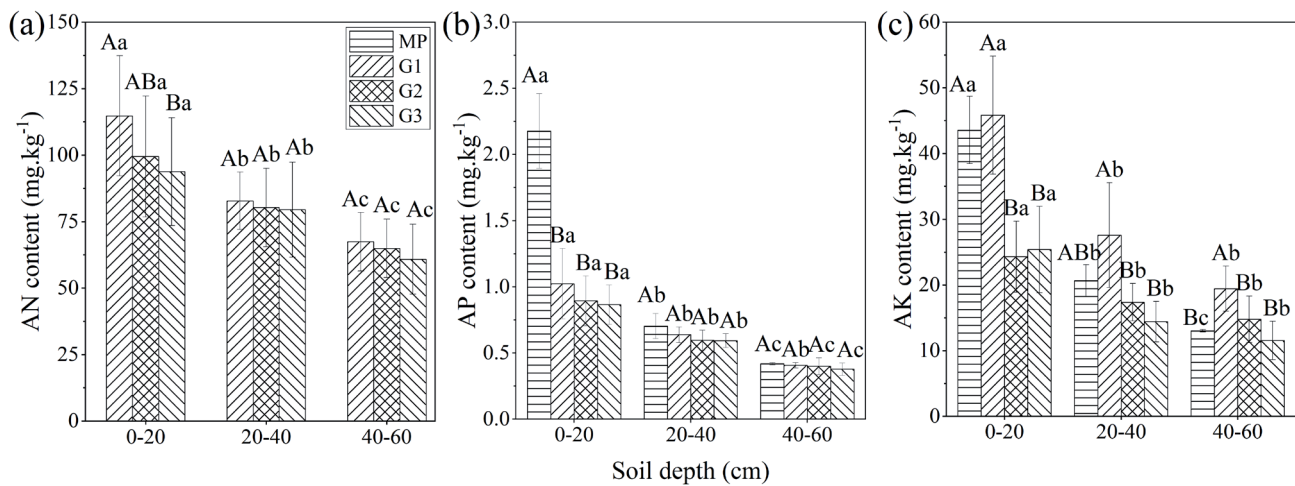 (a)
AN content (mg.kg⁻¹)
150
125
100
75
50
25
0
Aa
ABa
Ba
Ab
Ab
Ab
Ac
Ac
Ac
MP
G1
G2
G3
0-20
20-40
40-60
(b)
AP content (mg.kg⁻¹)
3.0
2.5
2.0
1.5
1.0
0.5
0.0
Aa
Ba
Ba
Ba
Ab
Ab
Ab
Ab
Ac
Ab
Ac
Ac
0-20
20-40
40-60
Soil depth (cm)
(c)
AK content (mg.kg⁻¹)
60
50
40
30
20
10
0
Aa
Aa
Ba
Ba
ABb
Ab
Bb
Bb
Bc
Ab
Bb
Bb
0-20
20-40
40-60